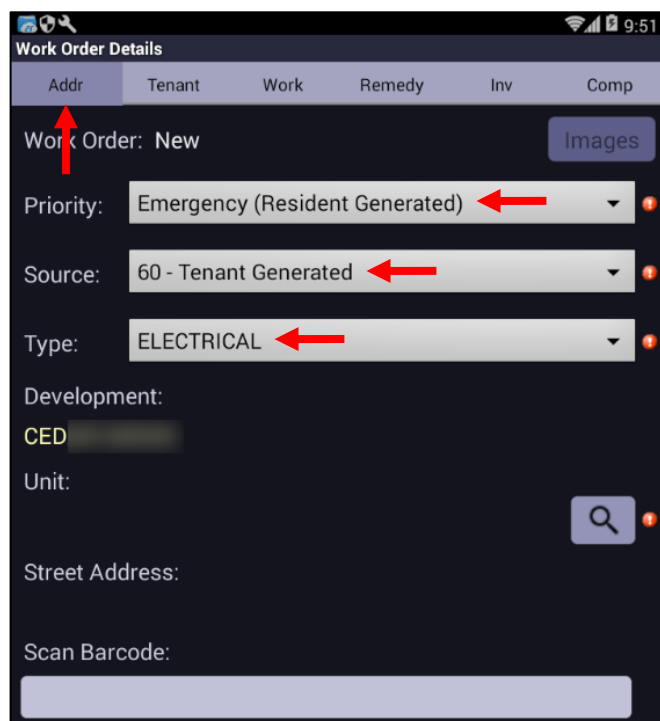 9:51
Work Order Details
Addr Tenant Work Remedy Inv Comp
Work Order: New Images
Priority: Emergency (Resident Generated)
Source: 60 - Tenant Generated
Type: ELECTRICAL
Development:
CED
Unit:
Street Address:
Scan Barcode: